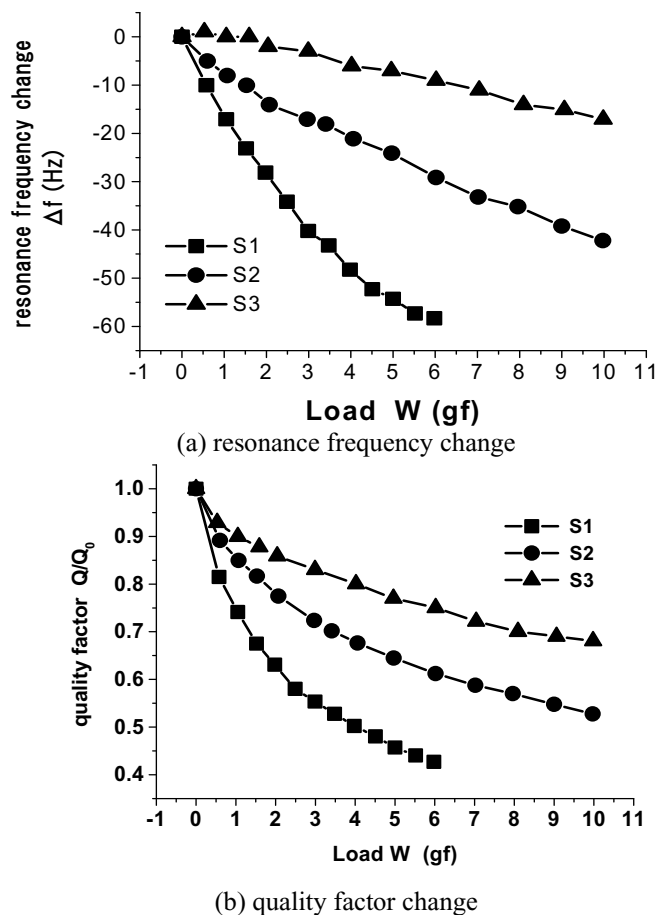 resonance frequency change
Δf (Hz)
0
-10
-20
-30
-40
-50
-60
S1
S2
S3
-1 0 1 2 3 4 5 6 7 8 9 10 11
Load W (gf)
(a) resonance frequency change
quality factor Q/Q₀
1.0
0.9
0.8
0.7
0.6
0.5
0.4
S1
S2
S3
-1 0 1 2 3 4 5 6 7 8 9 10 11
Load W (gf)
(b) quality factor change